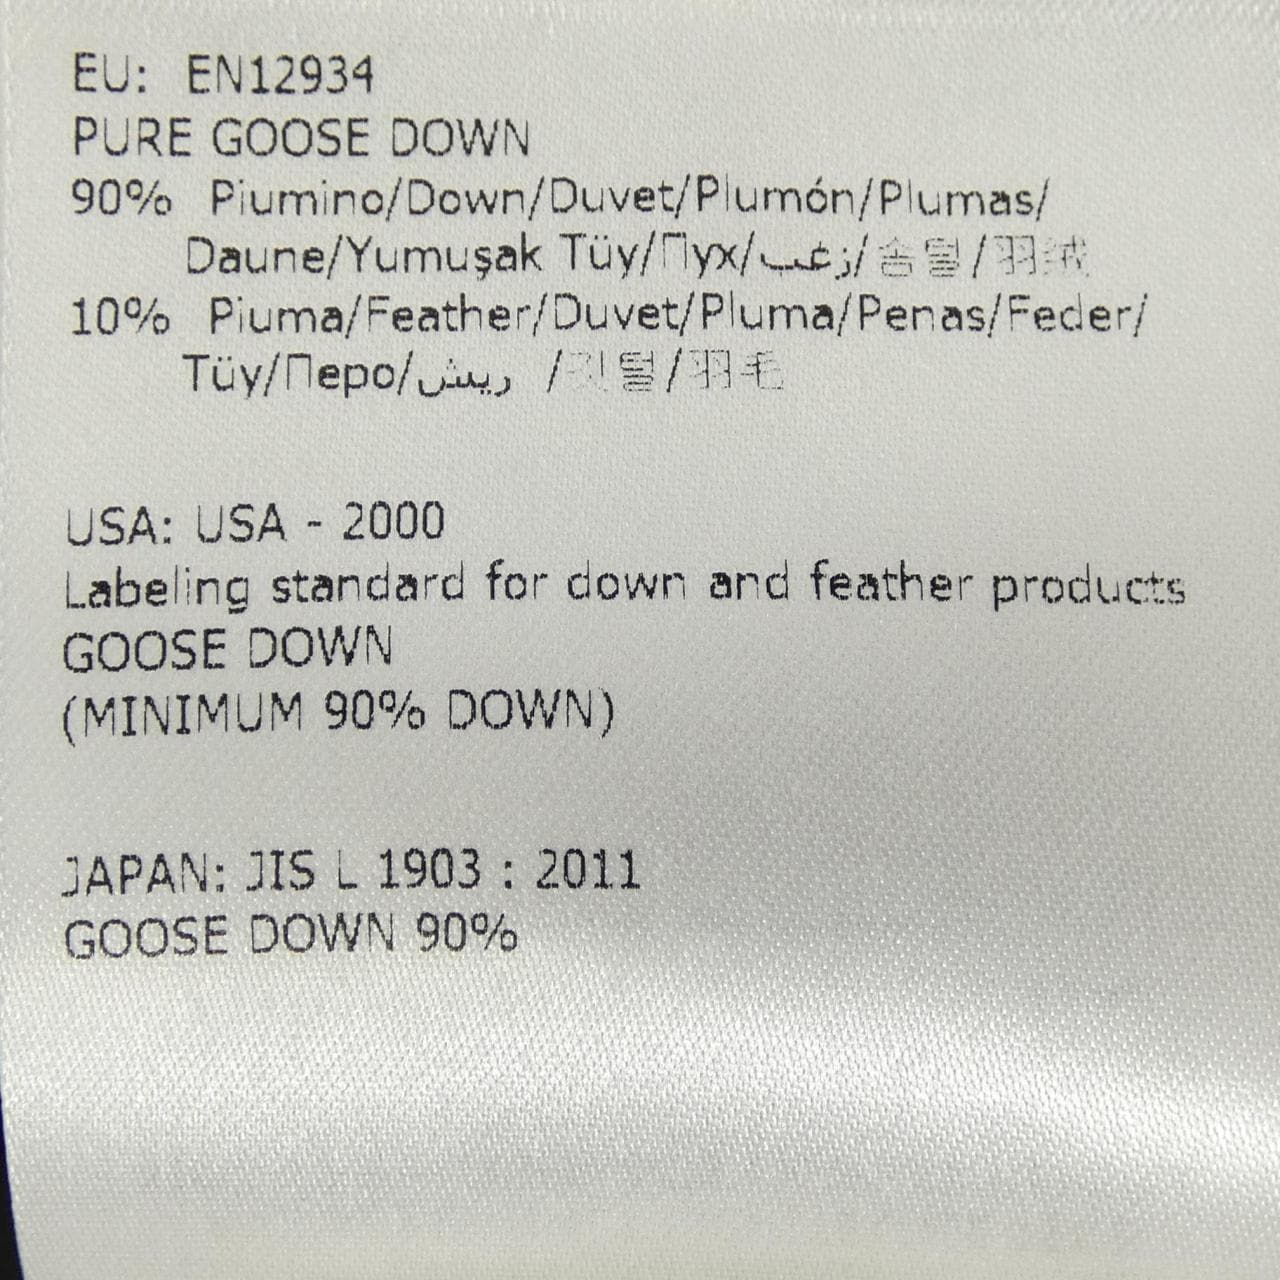 EU: EN12934
PURE GOOSE DOWN
90% Piumino/Down/Duvet/Plumón/Plumas/
Daune/Yumuşak Tüy/Пух/زغب/솜털/羽绒
10% Piuma/Feather/Duvet/Pluma/Penas/Feder/
Tüy/Перо/ريش /깃털/羽毛
USA: USA - 2000
Labeling standard for down and feather products
GOOSE DOWN
(MINIMUM 90% DOWN)
JAPAN: JIS L 1903 : 2011
GOOSE DOWN 90%